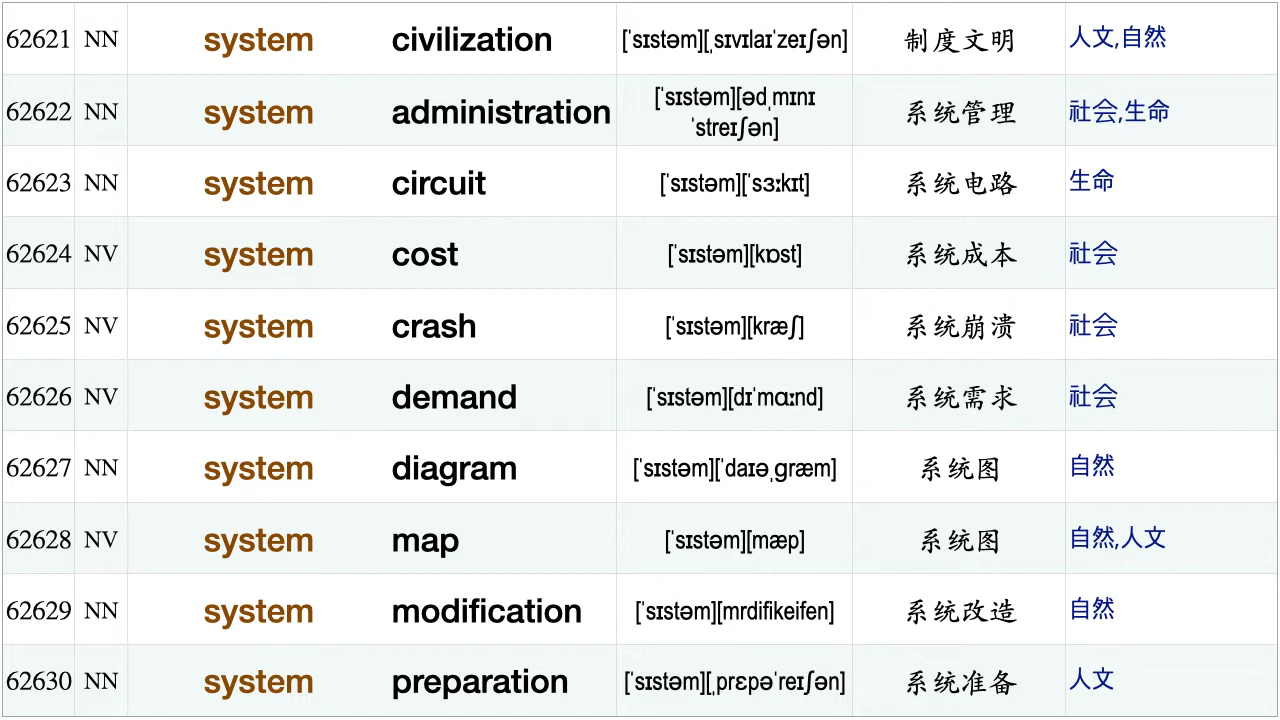 62621 NN system civilization [ˈsɪstəm][ˌsɪvɪlaɪˈzeɪʃən] 制度文明 人文,自然
62622 NN system administration [ˈsɪstəm][ədˌmɪnɪ
ˈstreɪʃən] 系统管理 社会,生命
62623 NN system circuit [ˈsɪstəm][ˈsɜːkɪt] 系统电路 生命
62624 NV system cost [ˈsɪstəm][kɒst] 系统成本 社会
62625 NV system crash [ˈsɪstəm][kræʃ] 系统崩溃 社会
62626 NV system demand [ˈsɪstəm][dɪˈmɑːnd] 系统需求 社会
62627 NN system diagram [ˈsɪstəm][ˈdaɪəˌɡræm] 系统图 自然
62628 NV system map [ˈsɪstəm][mæp] 系统图 自然,人文
62629 NN system modification [ˈsɪstəm][mrdifikeifen] 系统改造 自然
62630 NN system preparation [ˈsɪstəm][ˌprɛpəˈreɪʃən] 系统准备 人文